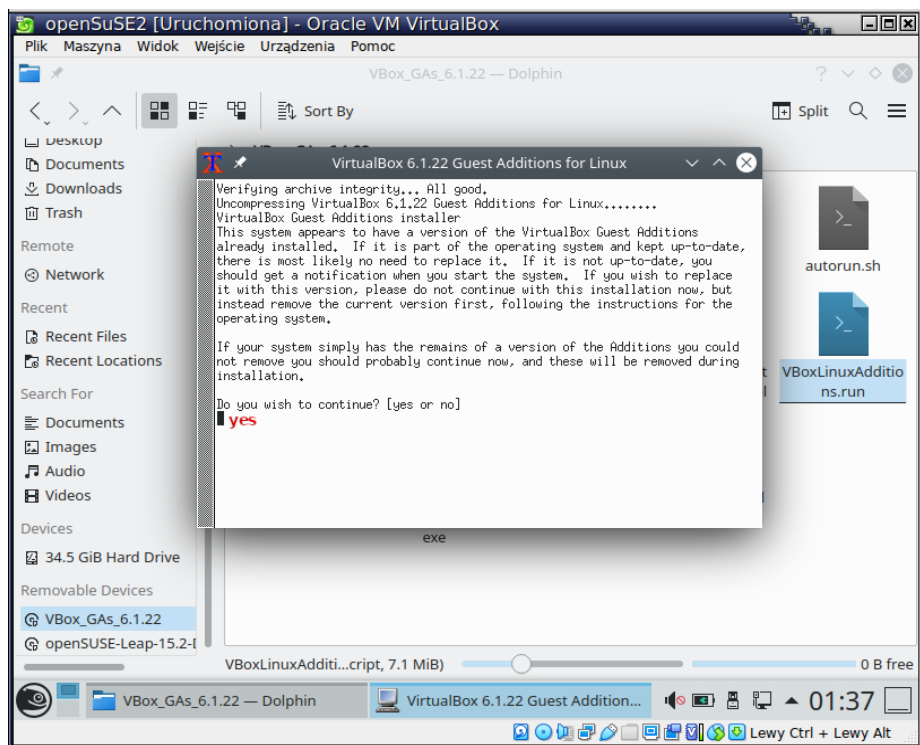 openSuSE2 [Uruchomiona] - Oracle VM VirtualBox
Plik Maszyna Widok Wejście Urządzenia Pomoc
VBox_GAs_6.1.22 — Dolphin
Sort By
Split
Desktop
Documents
Downloads
Trash
Remote
Network
Recent
Recent Files
Recent Locations
Search For
Documents
Images
Audio
Videos
Devices
34.5 GiB Hard Drive
Removable Devices
VBox_GAs_6.1.22
openSUSE-Leap-15.2-
VirtualBox 6.1.22 Guest Additions for Linux
Verifying archive integrity... All good.
Uncompressing VirtualBox 6.1.22 Guest Additions for Linux........
VirtualBox Guest Additions installer
This system appears to have a version of the VirtualBox Guest Additions
already installed.  If it is part of the operating system and kept up-to-date,
there is most likely no need to replace it.  If it is not up-to-date, you
should get a notification when you start the system.  If you wish to replace
it with this version, please do not continue with this installation now, but
instead remove the current version first, following the instructions for the
operating system.
If your system simply has the remains of a version of the Additions you could
not remove you should probably continue now, and these will be removed during
installation.
Do you wish to continue? [yes or no]
yes
autorun.sh
VBoxLinuxAdditio
ns.run
exe
VBoxLinuxAdditi...cript, 7.1 MiB)
0 B free
VBox_GAs_6.1.22 — Dolphin
VirtualBox 6.1.22 Guest Addition...
01:37
Lewy Ctrl + Lewy Alt